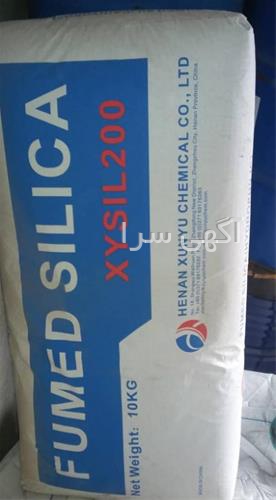 FUMED SILICA
XYSIL200
Net Weight: 10KG
HENAN XUNYU CHEMICAL CO., LTD
آگهی سرا